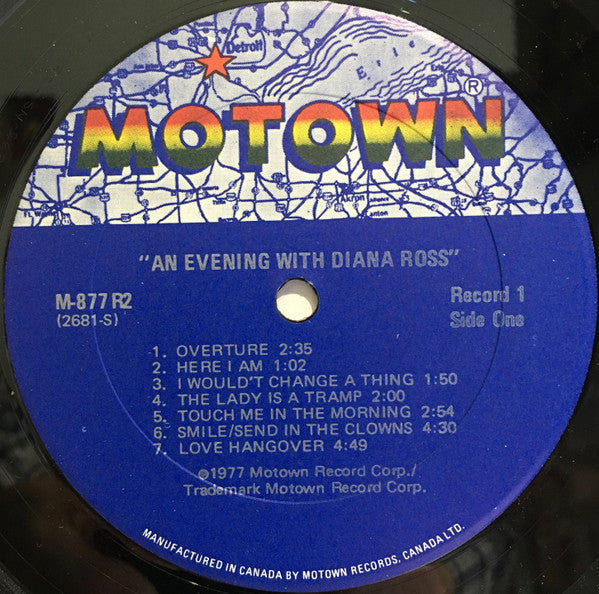 Detroit
Erie
MOTOWN®
Akron
"AN EVENING WITH DIANA ROSS"
M-877 R2
(2681-S)
Record 1
Side One
1. OVERTURE 2:35
2. HERE I AM 1:02
3. I WOULD'T CHANGE A THING 1:50
4. THE LADY IS A TRAMP 2:00
5. TOUCH ME IN THE MORNING 2:54
6. SMILE/SEND IN THE CLOWNS 4:30
7. LOVE HANGOVER 4:49
℗1977 Motown Record Corp./
Trademark Motown Record Corp.
MANUFACTURED IN CANADA BY MOTOWN RECORDS, CANADA LTD.